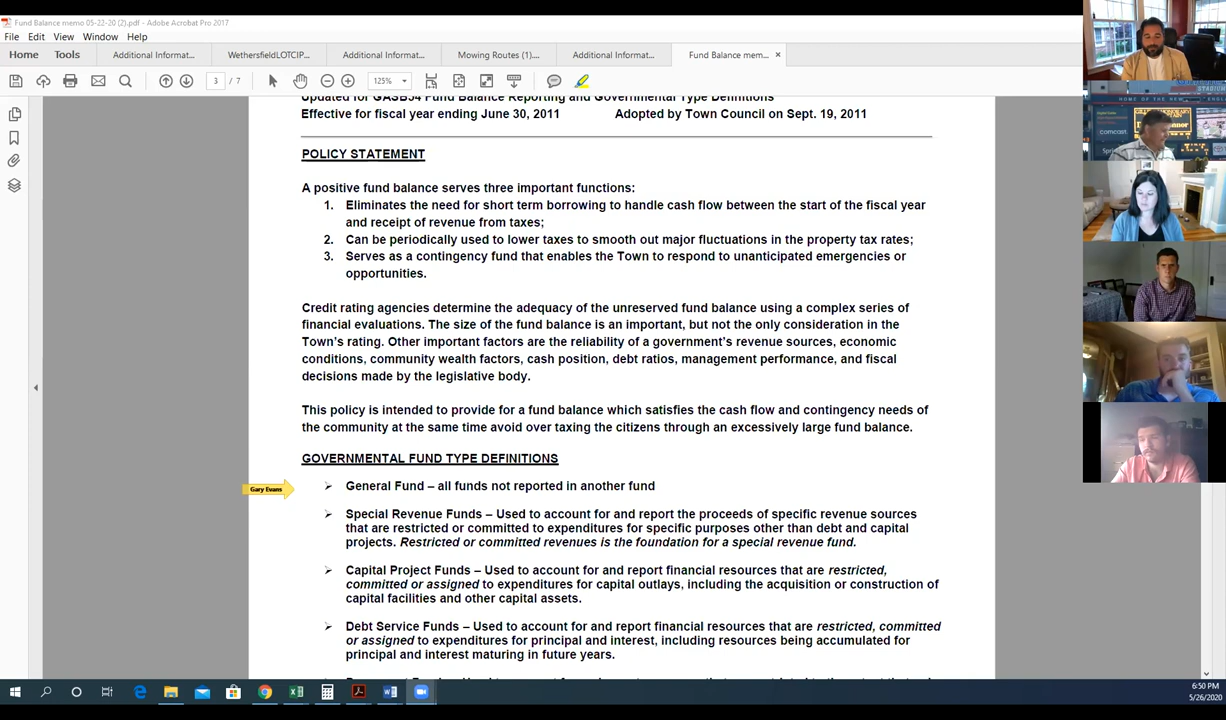 Fund Balance memo 05-22-20 (2).pdf - Adobe Acrobat Pro 2017
File Edit View Window Help
Home Tools Additional Informat... WethersfieldLOTCIP... Additional Informat... Mowing Routes (1).... Additional Informat... Fund Balance mem... ×
3 / 7 125%
Updated for GASB54 Fund Balance Reporting and Governmental Type Definitions
Effective for fiscal year ending June 30, 2011 Adopted by Town Council on Sept. 19, 2011
POLICY STATEMENT
A positive fund balance serves three important functions:
1. Eliminates the need for short term borrowing to handle cash flow between the start of the fiscal year
and receipt of revenue from taxes;
2. Can be periodically used to lower taxes to smooth out major fluctuations in the property tax rates;
3. Serves as a contingency fund that enables the Town to respond to unanticipated emergencies or
opportunities.
Credit rating agencies determine the adequacy of the unreserved fund balance using a complex series of
financial evaluations. The size of the fund balance is an important, but not the only consideration in the
Town's rating. Other important factors are the reliability of a government's revenue sources, economic
conditions, community wealth factors, cash position, debt ratios, management performance, and fiscal
decisions made by the legislative body.
This policy is intended to provide for a fund balance which satisfies the cash flow and contingency needs of
the community at the same time avoid over taxing the citizens through an excessively large fund balance.
GOVERNMENTAL FUND TYPE DEFINITIONS
Gary Evans
➢ General Fund – all funds not reported in another fund
➢ Special Revenue Funds – Used to account for and report the proceeds of specific revenue sources
that are restricted or committed to expenditures for specific purposes other than debt and capital
projects. Restricted or committed revenues is the foundation for a special revenue fund.
➢ Capital Project Funds – Used to account for and report financial resources that are restricted,
committed or assigned to expenditures for capital outlays, including the acquisition or construction of
capital facilities and other capital assets.
➢ Debt Service Funds – Used to account for and report financial resources that are restricted, committed
or assigned to expenditures for principal and interest, including resources being accumulated for
principal and interest maturing in future years.
STADIUM
HOME OF THE NEW
comcast
6:50 PM
5/26/2020